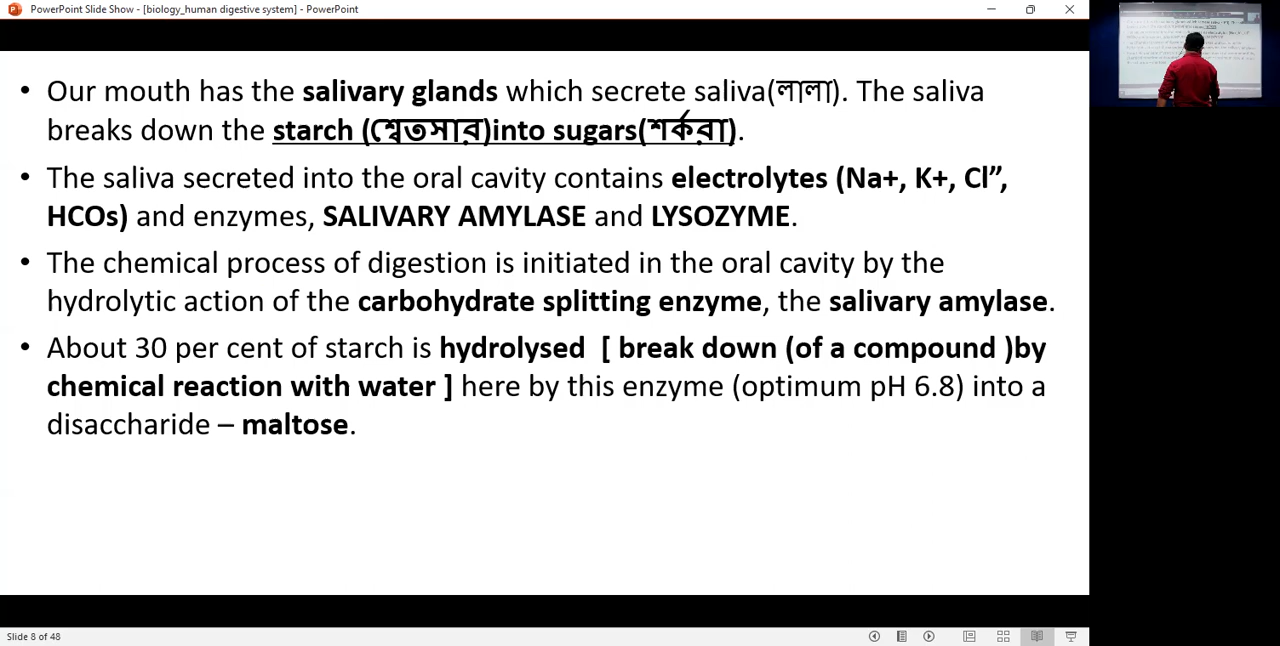 PowerPoint Slide Show - [biology_human digestive system] - PowerPoint
• Our mouth has the salivary glands which secrete saliva(লালা). The saliva
breaks down the starch (শ্বেতসার)into sugars(শর্করা).
• The saliva secreted into the oral cavity contains electrolytes (Na+, K+, Cl”,
HCOs) and enzymes, SALIVARY AMYLASE and LYSOZYME.
• The chemical process of digestion is initiated in the oral cavity by the
hydrolytic action of the carbohydrate splitting enzyme, the salivary amylase.
• About 30 per cent of starch is hydrolysed [ break down (of a compound )by
chemical reaction with water ] here by this enzyme (optimum pH 6.8) into a
disaccharide – maltose.
Slide 8 of 48